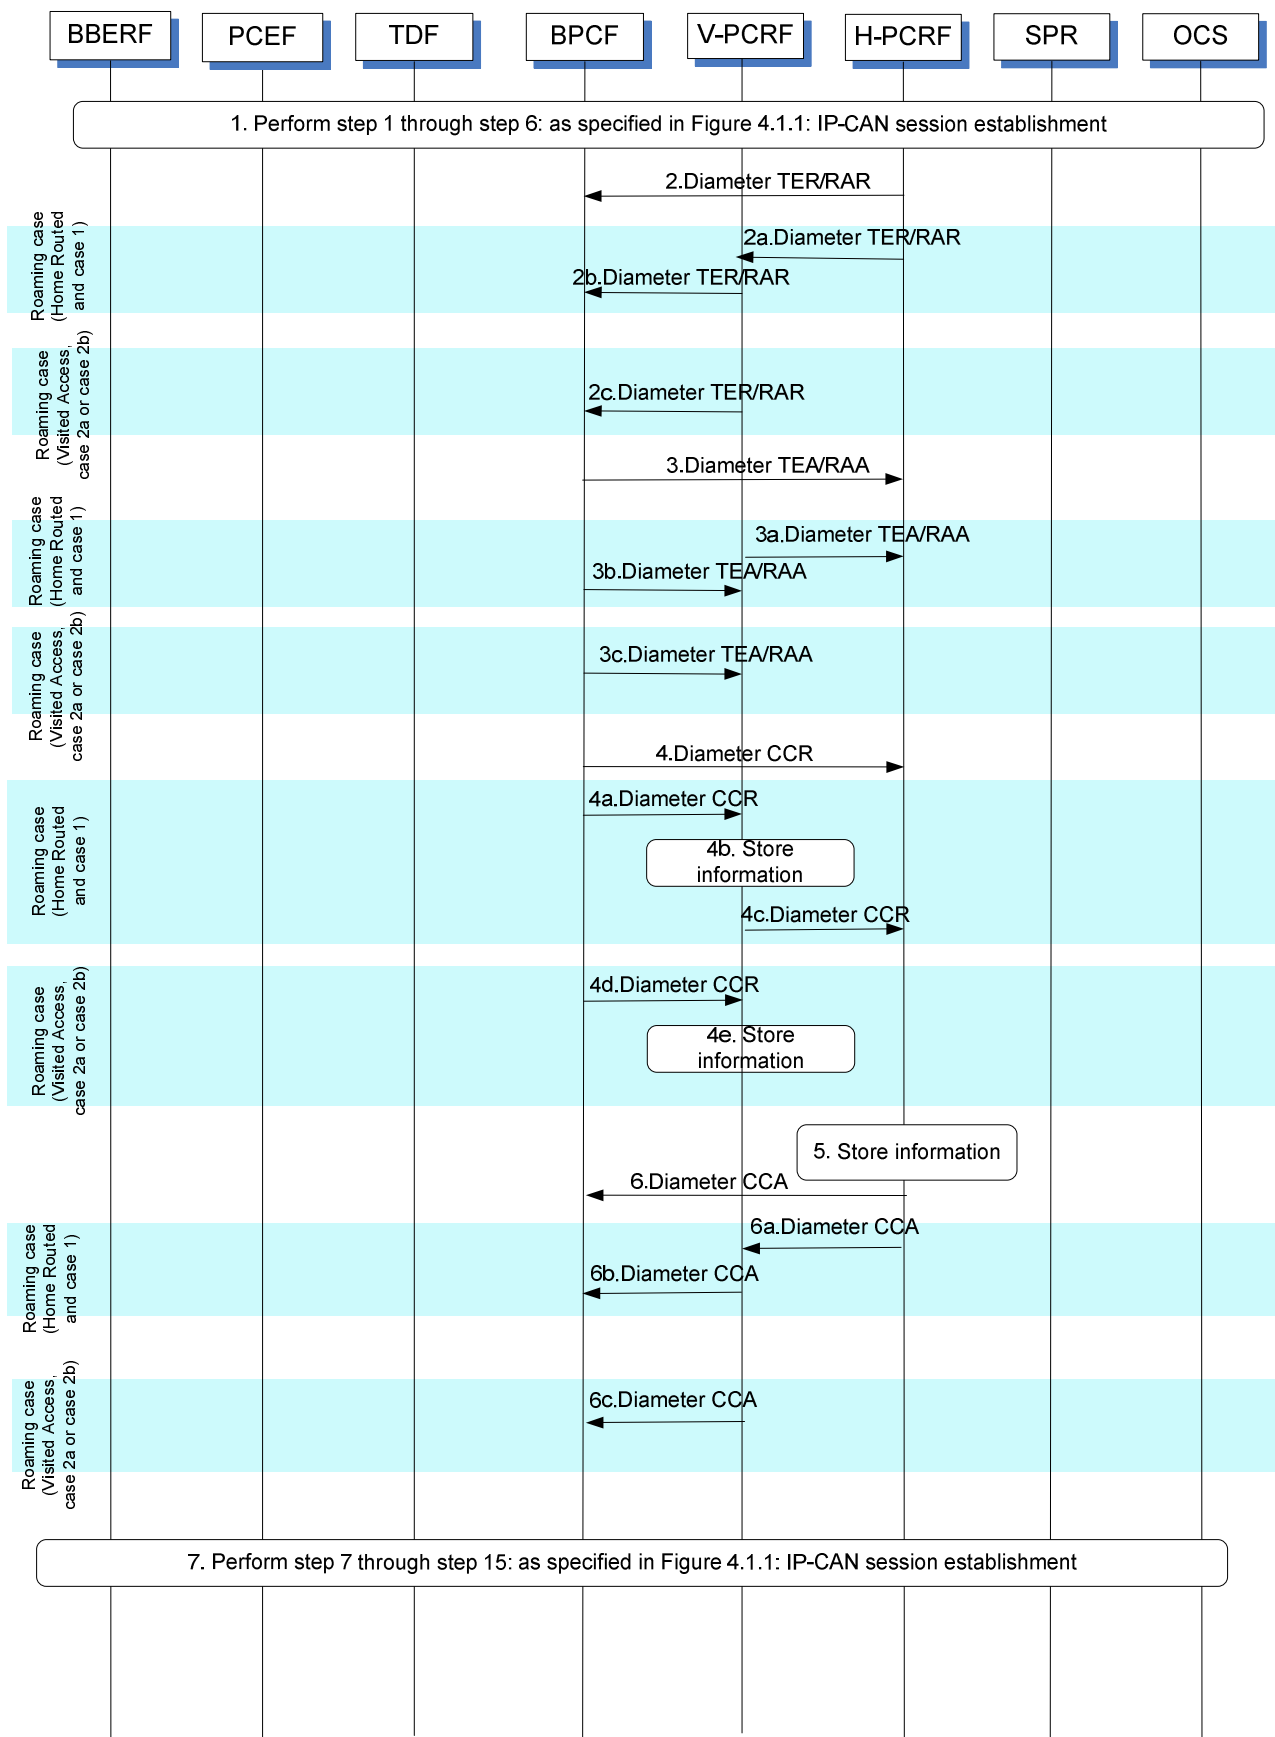 BBERF
PCEF
TDF
BPCF
V-PCRF
H-PCRF
SPR
OCS
1. Perform step 1 through step 6: as specified in Figure 4.1.1: IP-CAN session establishment
2.Diameter TER/RAR
Roaming case
(Home Routed
and case 1)
2a.Diameter TER/RAR
2b.Diameter TER/RAR
Roaming case
(Visited Access,
case 2a or case 2b)
2c.Diameter TER/RAR
3.Diameter TEA/RAA
Roaming case
(Home Routed
and case 1)
3a.Diameter TEA/RAA
3b.Diameter TEA/RAA
Roaming case
(Visited Access,
case 2a or case 2b)
3c.Diameter TEA/RAA
4.Diameter CCR
Roaming case
(Home Routed
and case 1)
4a.Diameter CCR
4b. Store
information
4c.Diameter CCR
Roaming case
(Visited Access,
case 2a or case 2b)
4d.Diameter CCR
4e. Store
information
5. Store information
6.Diameter CCA
Roaming case
(Home Routed
and case 1)
6a.Diameter CCA
6b.Diameter CCA
Roaming case
(Visited Access,
case 2a or case 2b)
6c.Diameter CCA
7. Perform step 7 through step 15: as specified in Figure 4.1.1: IP-CAN session establishment